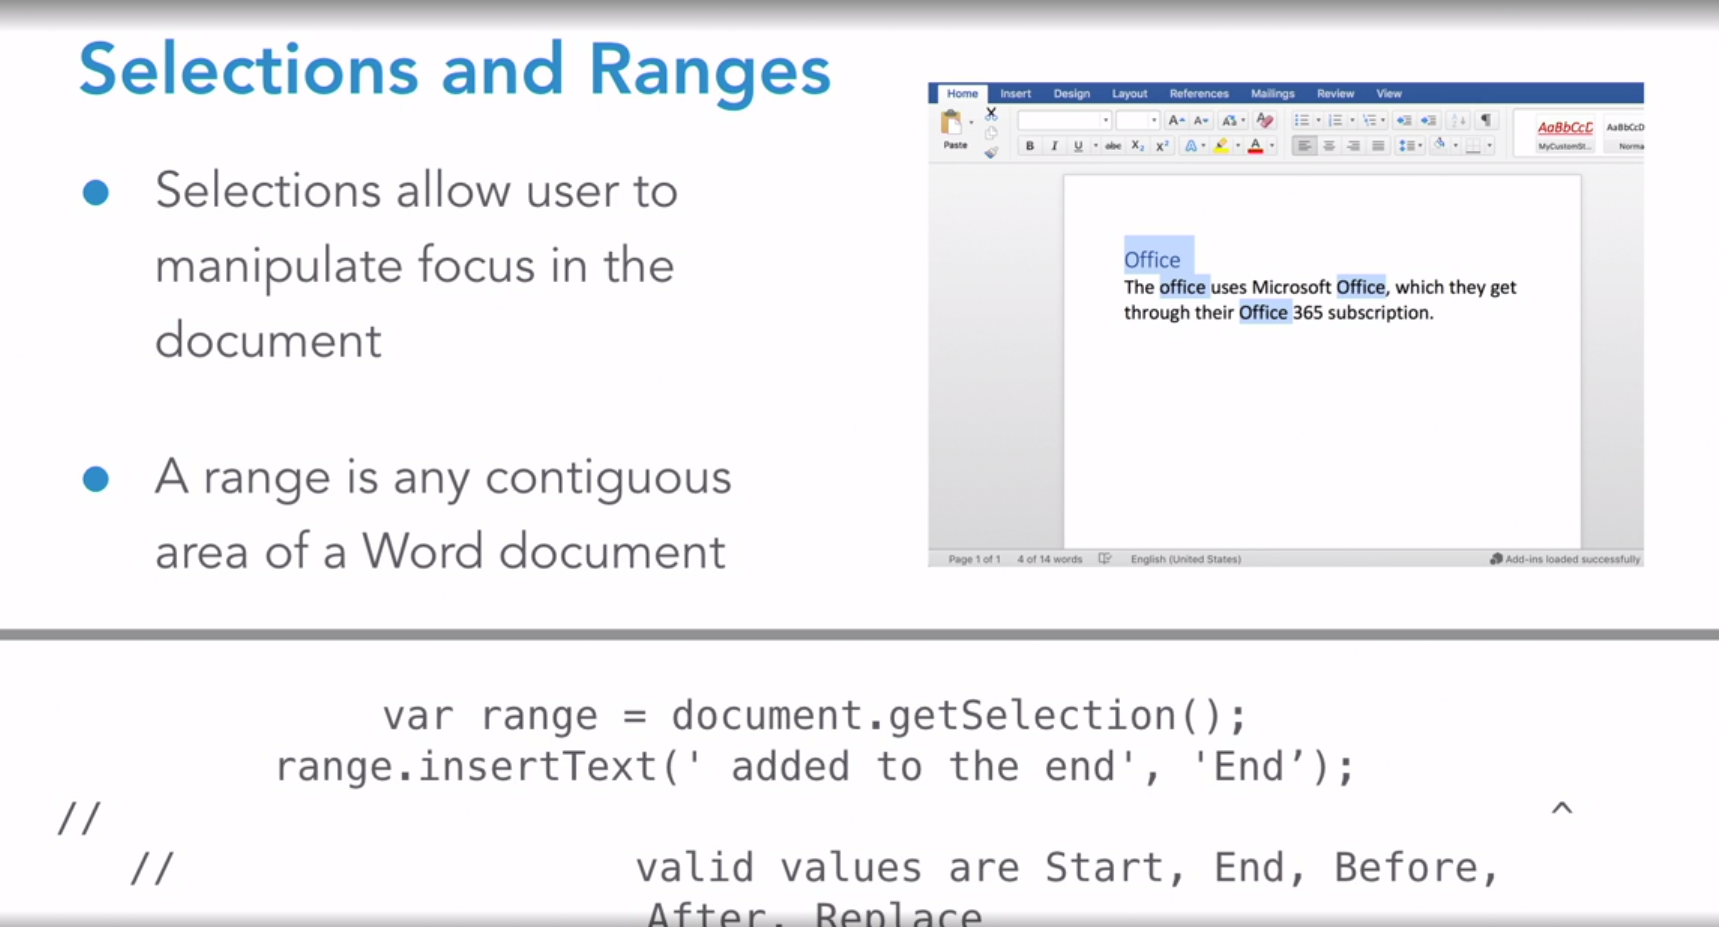 Selections and Ranges
Selections allow user to
manipulate focus in the
document
A range is any contiguous
area of a Word document
Home Insert Design Layout References Mailings Review View
Paste
A A Aa A
B I U abc X₂ X² A A
AaBbCcD AaBbCcD
MyCustomSt... Norma
Office
The office uses Microsoft Office, which they get
through their Office 365 subscription.
Page 1 of 1 4 of 14 words English (United States) Add-ins loaded successfully
var range = document.getSelection();
range.insertText(' added to the end', 'End’);
// ^
// valid values are Start, End, Before,
After, Replace